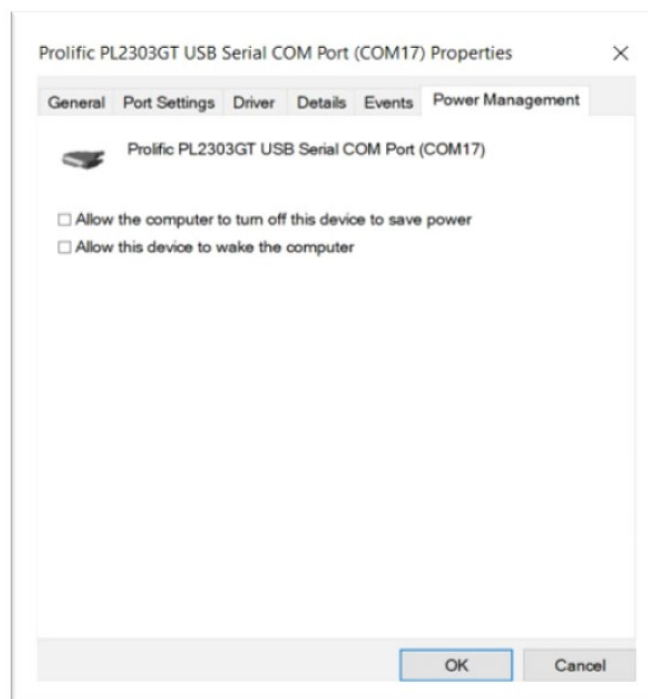 Prolific PL2303GT USB Serial COM Port (COM17) Properties
General Port Settings Driver Details Events Power Management
Prolific PL2303GT USB Serial COM Port (COM17)
Allow the computer to turn off this device to save power
Allow this device to wake the computer
OK Cancel